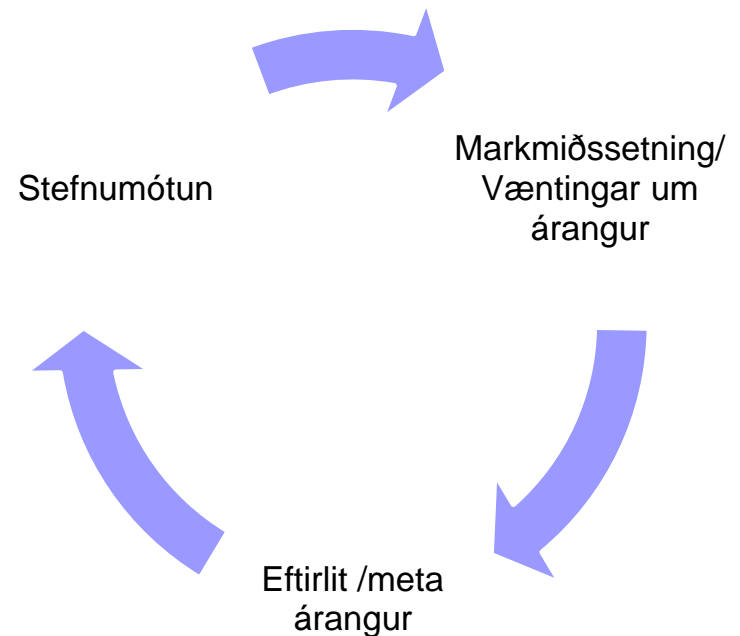 Stefnumótun
Markmiðssetning/
Væntingar um
árangur
Eftirlit /meta
árangur